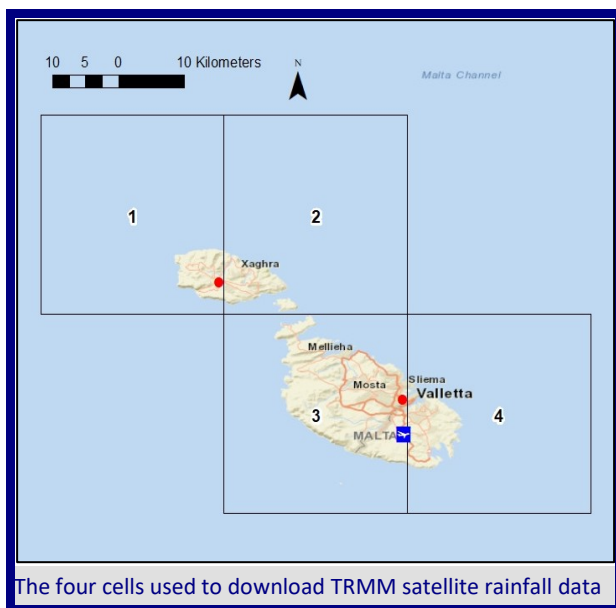 10 5 0 10 Kilometers
N
Malta Channel
1
2
Xaghra
Mellieha
Mosta
Sliema
Valletta
3
4
MALTA
The four cells used to download TRMM satellite rainfall data